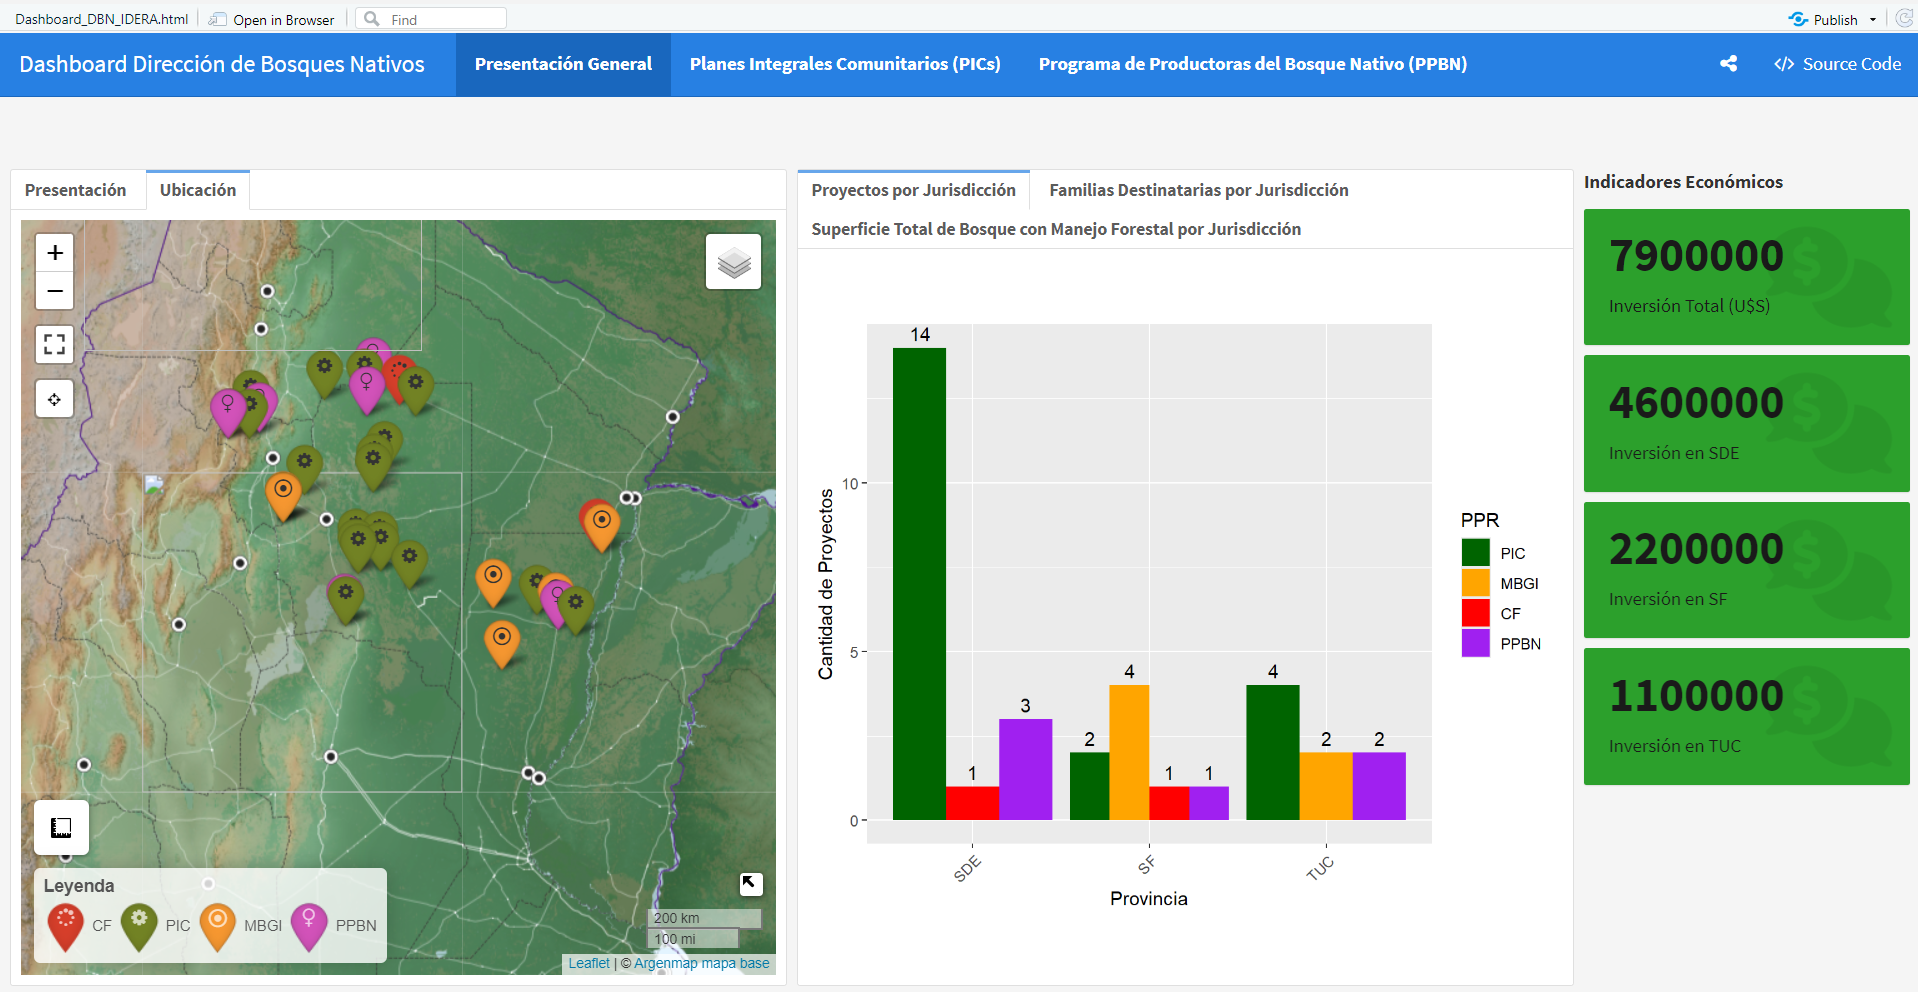 Dashboard_DBN_IDERA.html
Open in Browser
Find
Publish
Dashboard Dirección de Bosques Nativos
Presentación General
Planes Integrales Comunitarios (PICs)
Programa de Productoras del Bosque Nativo (PPBN)
</> Source Code
Presentación
Ubicación
+
−
Leyenda
CF
PIC
MBGI
PPBN
200 km
100 mi
Leaflet | © Argenmap mapa base
Proyectos por Jurisdicción
Familias Destinatarias por Jurisdicción
Superficie Total de Bosque con Manejo Forestal por Jurisdicción
Cantidad de Proyectos
10
5
0
14
1
3
2
4
1
1
4
2
2
SDE
SF
TUC
Provincia
PPR
PIC
MBGI
CF
PPBN
Indicadores Económicos
7900000
Inversión Total (U$S)
4600000
Inversión en SDE
2200000
Inversión en SF
1100000
Inversión en TUC